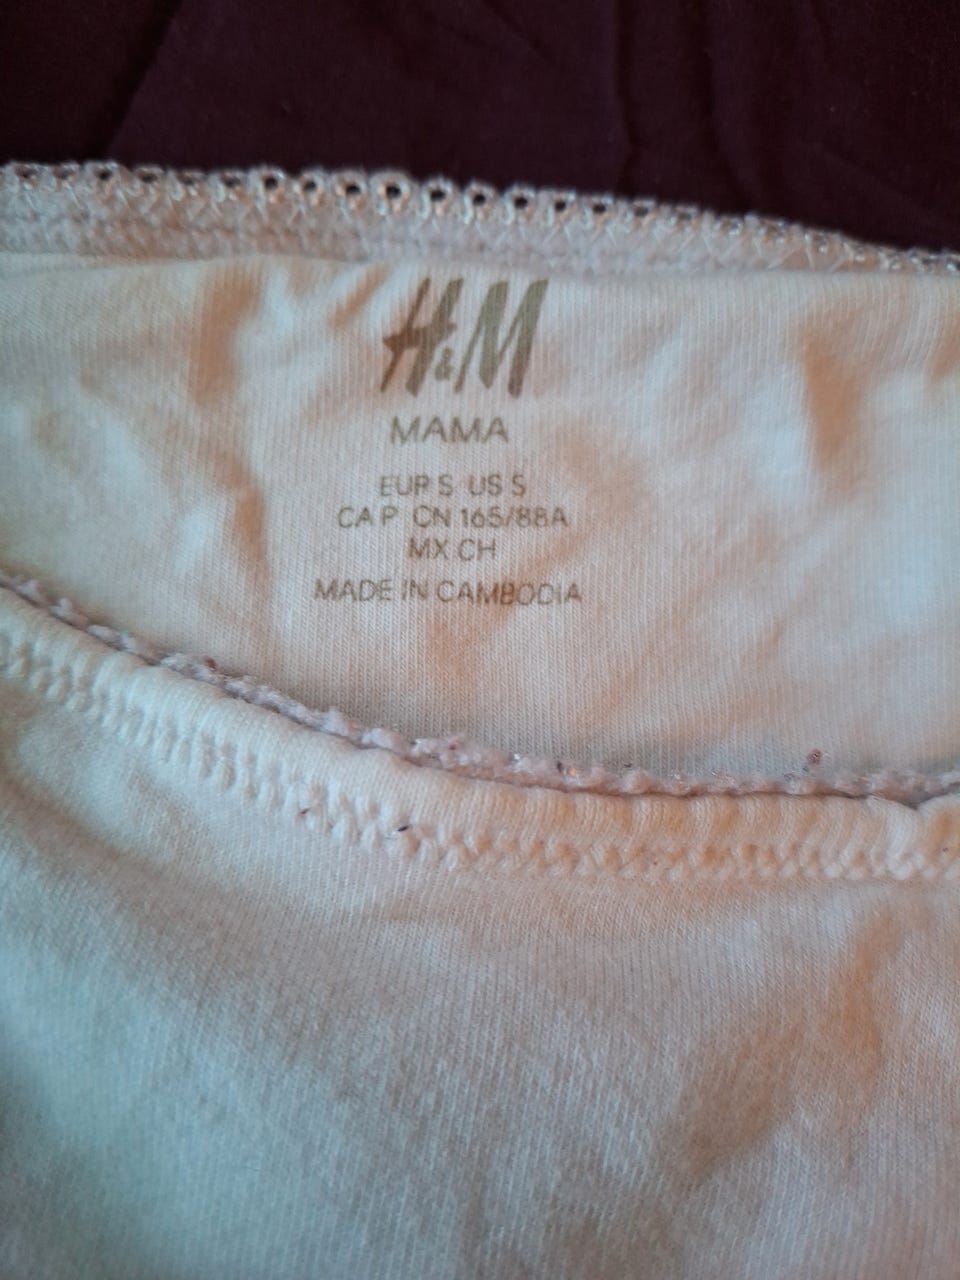 H&M
MAMA
EUR S US S
CA P CN 165/88A
MX CH
MADE IN CAMBODIA